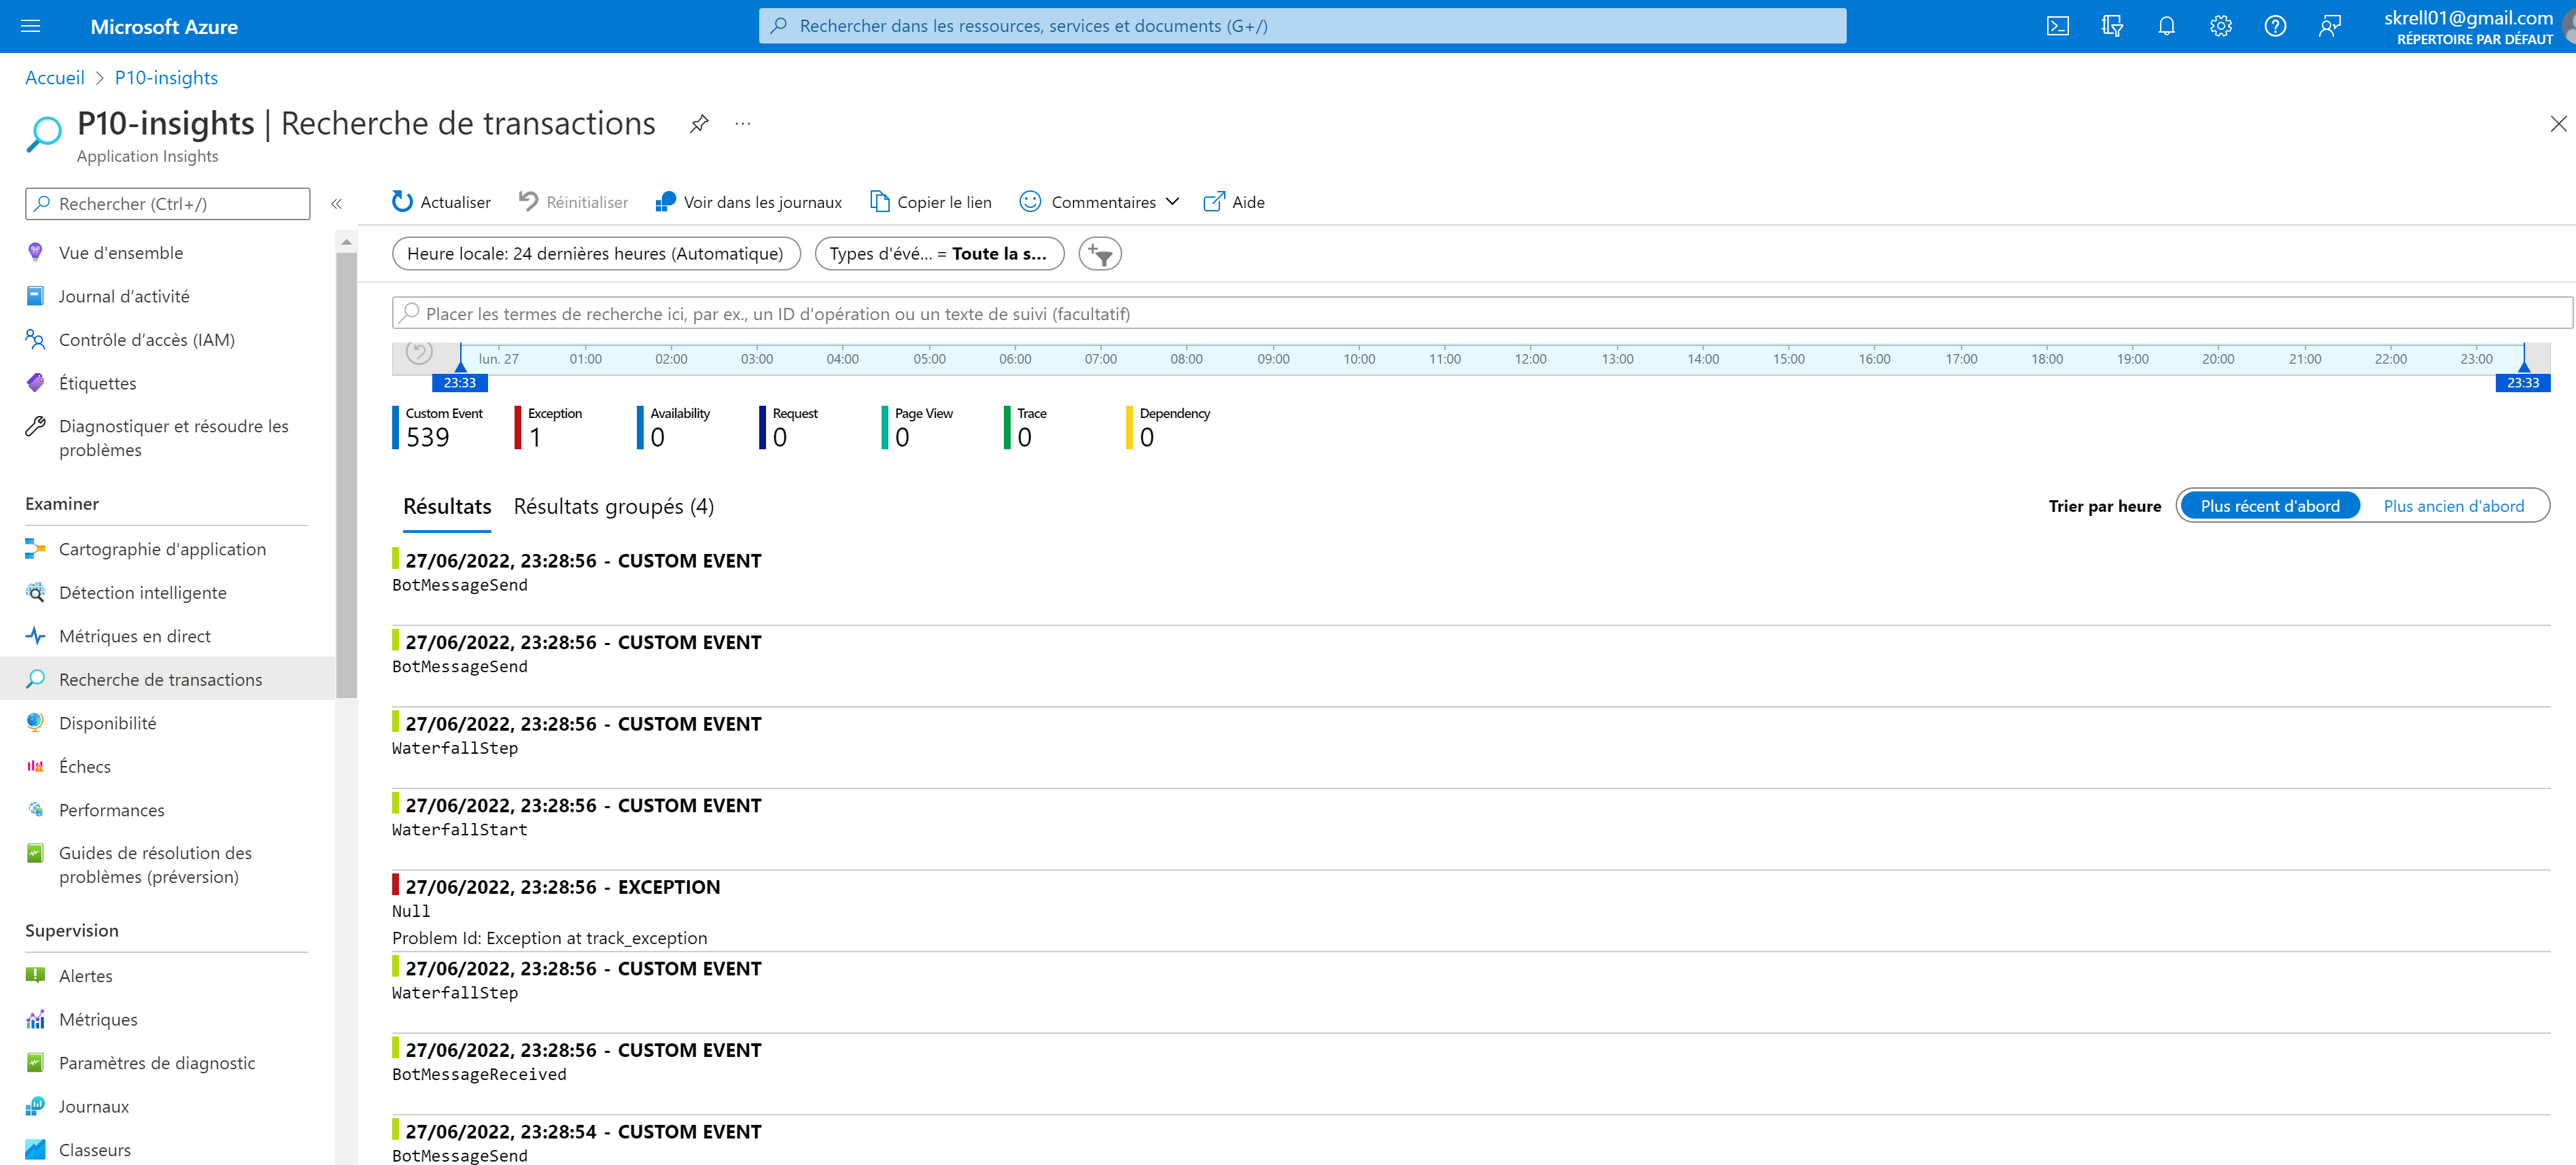 Microsoft Azure
Rechercher dans les ressources, services et documents (G+/)
skrell01@gmail.com
RÉPERTOIRE PAR DÉFAUT
Accueil > P10-insights
P10-insights | Recherche de transactions
Application Insights
Rechercher (Ctrl+/)
Vue d'ensemble
Journal d’activité
Contrôle d’accès (IAM)
Étiquettes
Diagnostiquer et résoudre les
problèmes
Examiner
Cartographie d'application
Détection intelligente
Métriques en direct
Recherche de transactions
Disponibilité
Échecs
Performances
Guides de résolution des
problèmes (préversion)
Supervision
Alertes
Métriques
Paramètres de diagnostic
Journaux
Classeurs
Actualiser Réinitialiser Voir dans les journaux Copier le lien Commentaires Aide
Heure locale: 24 dernières heures (Automatique) Types d'évé... = Toute la s...
Placer les termes de recherche ici, par ex., un ID d'opération ou un texte de suivi (facultatif)
lun. 27 01:00 02:00 03:00 04:00 05:00 06:00 07:00 08:00 09:00 10:00 11:00 12:00 13:00 14:00 15:00 16:00 17:00 18:00 19:00 20:00 21:00 22:00 23:00
23:33 23:33
Custom Event Exception Availability Request Page View Trace Dependency
539 1 0 0 0 0 0
Résultats Résultats groupés (4) Trier par heure Plus récent d'abord Plus ancien d'abord
27/06/2022, 23:28:56 - CUSTOM EVENT
BotMessageSend
27/06/2022, 23:28:56 - CUSTOM EVENT
BotMessageSend
27/06/2022, 23:28:56 - CUSTOM EVENT
WaterfallStep
27/06/2022, 23:28:56 - CUSTOM EVENT
WaterfallStart
27/06/2022, 23:28:56 - EXCEPTION
Null
Problem Id: Exception at track_exception
27/06/2022, 23:28:56 - CUSTOM EVENT
WaterfallStep
27/06/2022, 23:28:56 - CUSTOM EVENT
BotMessageReceived
27/06/2022, 23:28:54 - CUSTOM EVENT
BotMessageSend